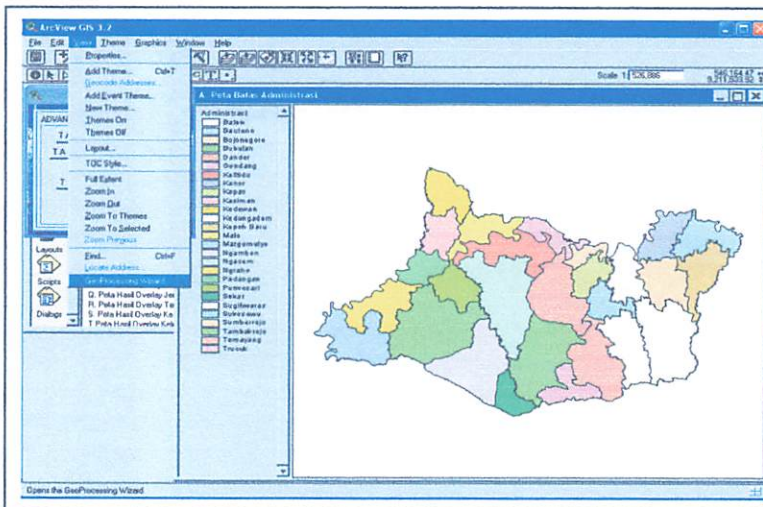 ArcView GIS 3.2
File Edit View Theme Graphics Window Help
Properties...
Add Theme... Ctrl+T
Geocode Addresses...
Add Event Theme...
New Theme...
Themes On
Themes Off
Layout...
TOC Style...
Full Extent
Zoom In
Zoom Out
Zoom To Themes
Zoom To Selected
Zoom Previous
Find... Ctrl+F
Locate Address...
GeoProcessing Wizard
Scale 1: 526,886
ADVAN
T A
T A
T
Layouts
Scripts
Dialogs
Q. Peta Hasil Overlay Jen
R. Peta Hasil Overlay Te
S. Peta Hasil Overlay Ke
T. Peta Hasil Overlay Kek
A. Peta Batas Administrasi
Administrasi
Balen
Baureno
Bojonegoro
Bubulan
Dander
Gondang
Kalitidu
Kanor
Kapas
Kasiman
Kedewan
Kedungadem
Kepoh Baru
Malo
Margomulyo
Ngambon
Ngasem
Ngraho
Padangan
Purwosari
Sekar
Sugihwaras
Sukosewu
Sumberrejo
Tambakrejo
Temayang
Trucuk
Opens the GeoProcessing Wizard